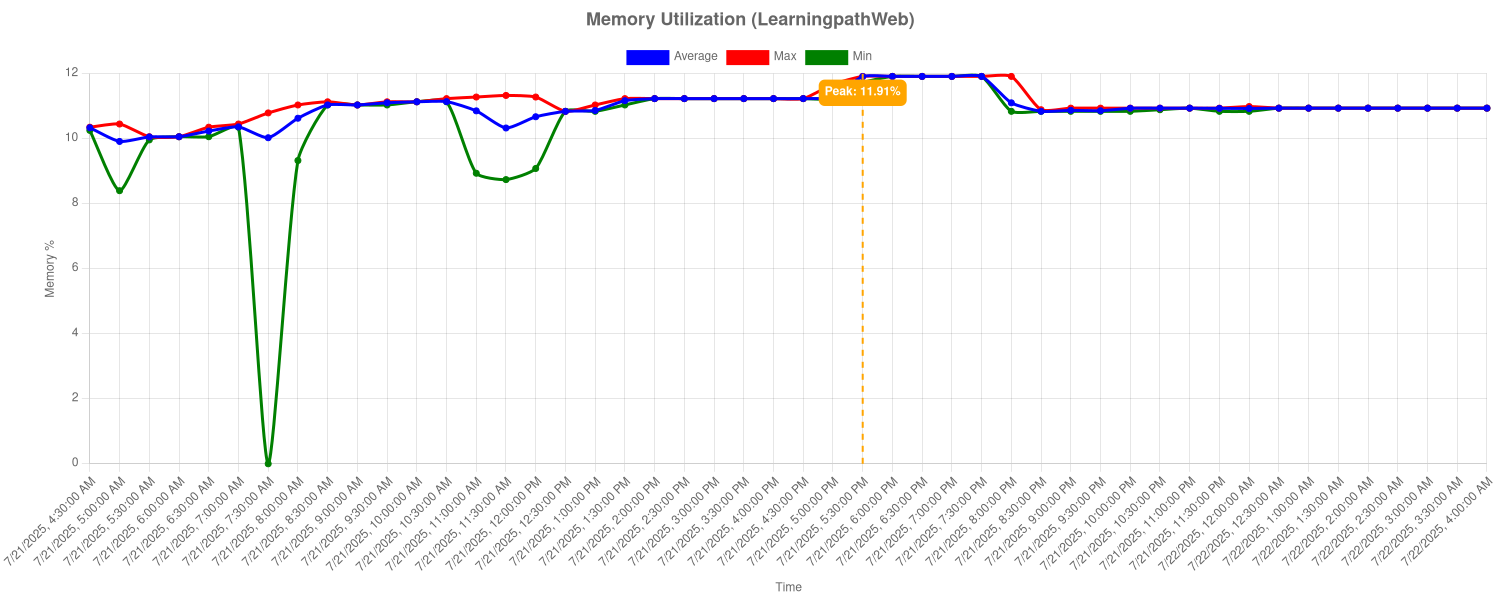 Memory Utilization (LearningpathWeb)
Average Max Min
12
10
8
6
4
2
0
Memory %
Peak: 11.91%
7/21/2025, 4:30:00 AM
7/21/2025, 5:00:00 AM
7/21/2025, 5:30:00 AM
7/21/2025, 6:00:00 AM
7/21/2025, 6:30:00 AM
7/21/2025, 7:00:00 AM
7/21/2025, 7:30:00 AM
7/21/2025, 8:00:00 AM
7/21/2025, 8:30:00 AM
7/21/2025, 9:00:00 AM
7/21/2025, 9:30:00 AM
7/21/2025, 10:00:00 AM
7/21/2025, 10:30:00 AM
7/21/2025, 11:00:00 AM
7/21/2025, 11:30:00 AM
7/21/2025, 12:00:00 PM
7/21/2025, 12:30:00 PM
7/21/2025, 1:00:00 PM
7/21/2025, 1:30:00 PM
7/21/2025, 2:00:00 PM
7/21/2025, 2:30:00 PM
7/21/2025, 3:00:00 PM
7/21/2025, 3:30:00 PM
7/21/2025, 4:00:00 PM
7/21/2025, 4:30:00 PM
7/21/2025, 5:00:00 PM
7/21/2025, 5:30:00 PM
7/21/2025, 6:00:00 PM
7/21/2025, 6:30:00 PM
7/21/2025, 7:00:00 PM
7/21/2025, 7:30:00 PM
7/21/2025, 8:00:00 PM
7/21/2025, 8:30:00 PM
7/21/2025, 9:00:00 PM
7/21/2025, 9:30:00 PM
7/21/2025, 10:00:00 PM
7/21/2025, 10:30:00 PM
7/21/2025, 11:00:00 PM
7/21/2025, 11:30:00 PM
7/22/2025, 12:00:00 AM
7/22/2025, 12:30:00 AM
7/22/2025, 1:00:00 AM
7/22/2025, 1:30:00 AM
7/22/2025, 2:00:00 AM
7/22/2025, 2:30:00 AM
7/22/2025, 3:00:00 AM
7/22/2025, 3:30:00 AM
7/22/2025, 4:00:00 AM
Time